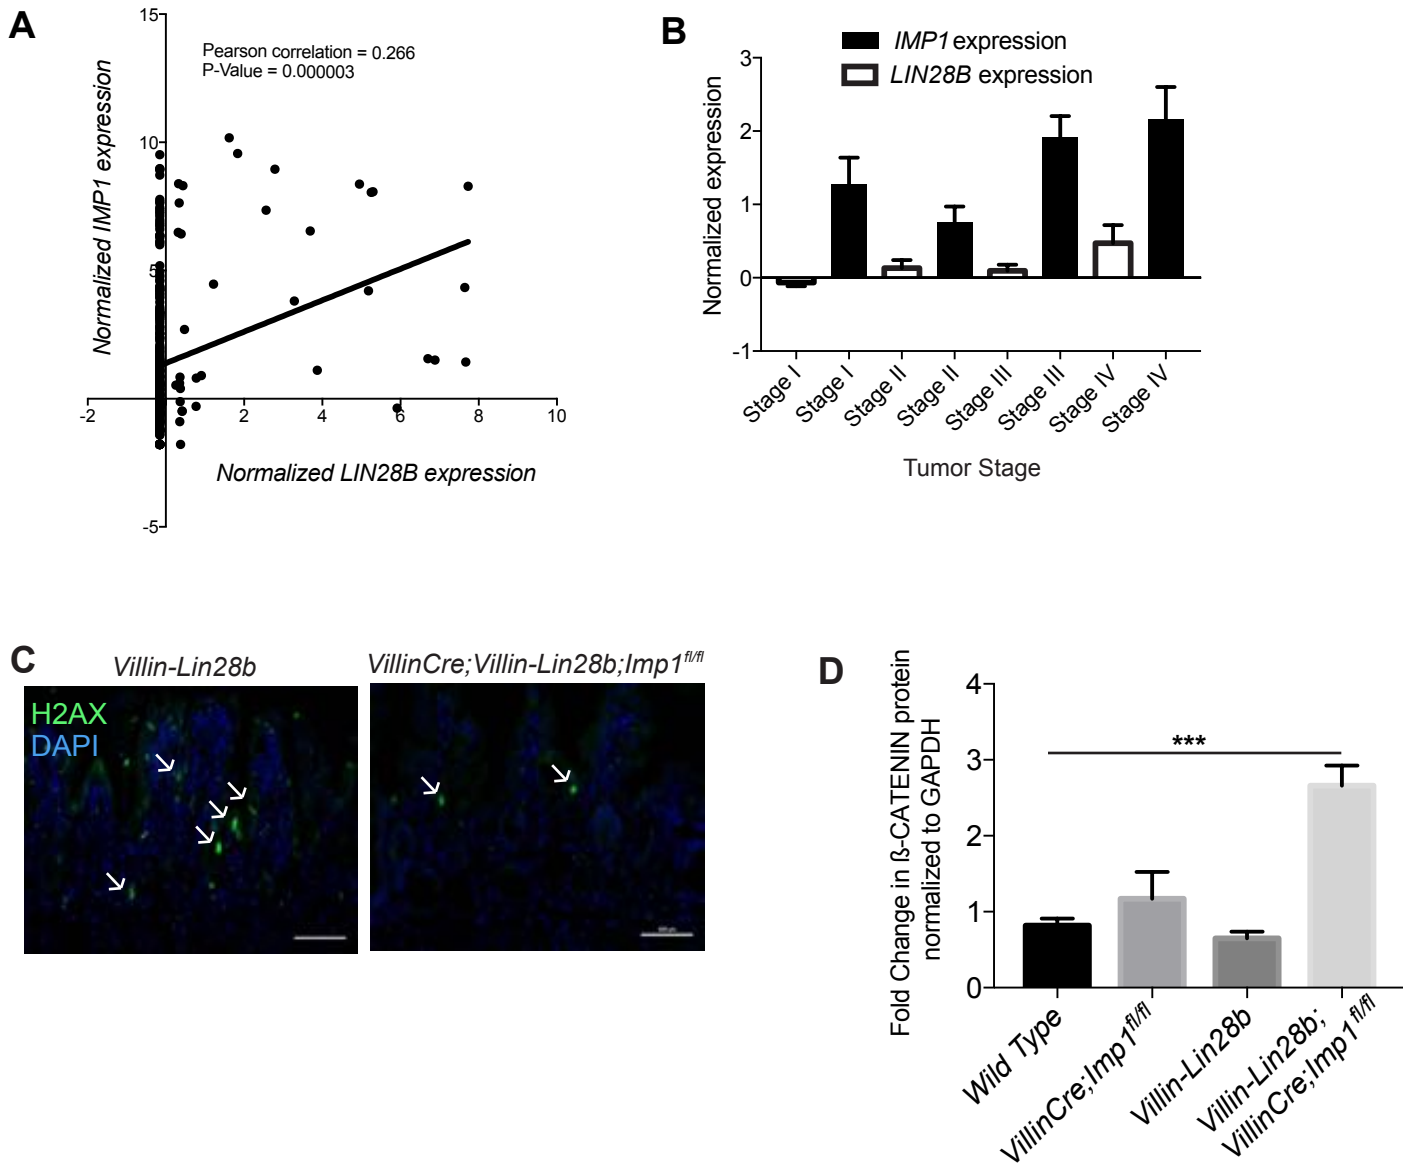 A
15
Pearson correlation = 0.266
P-Value = 0.000003
10
5
-5
-2
0
2
4
6
8
10
Normalized IMP1 expression
Normalized LIN28B expression
B
IMP1 expression
LIN28B expression
3
2
1
0
-1
Normalized expression
Stage I
Stage I
Stage II
Stage II
Stage III
Stage III
Stage IV
Stage IV
Tumor Stage
C
Villin-Lin28b
VillinCre;Villin-Lin28b;Imp1fl/fl
H2AX
DAPI
D
Fold Change in ß-CATENIN protein
normalized to GAPDH
4
3
2
1
0
***
Wild Type
VillinCre;Imp1fl/fl
Villin-Lin28b
Villin-Lin28b;
VillinCre;Imp1fl/fl